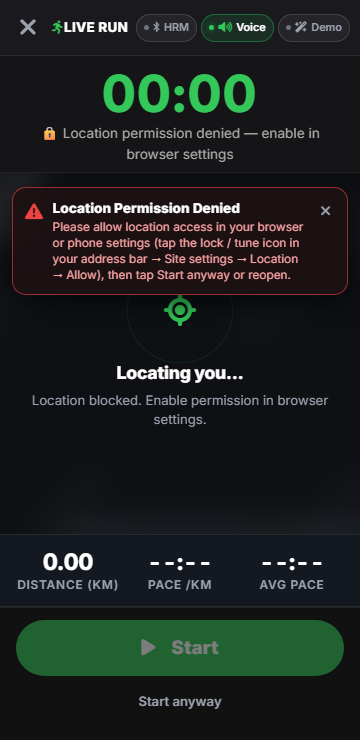 LIVE RUN
HRM
Voice
Demo
00:00
Location permission denied — enable in
browser settings
Location Permission Denied
Please allow location access in your browser
or phone settings (tap the lock / tune icon in
your address bar → Site settings → Location
→ Allow), then tap Start anyway or reopen.
Locating you...
Location blocked. Enable permission in browser
settings.
0.00
--:--
--:--
DISTANCE (KM)
PACE /KM
AVG PACE
Start
Start anyway